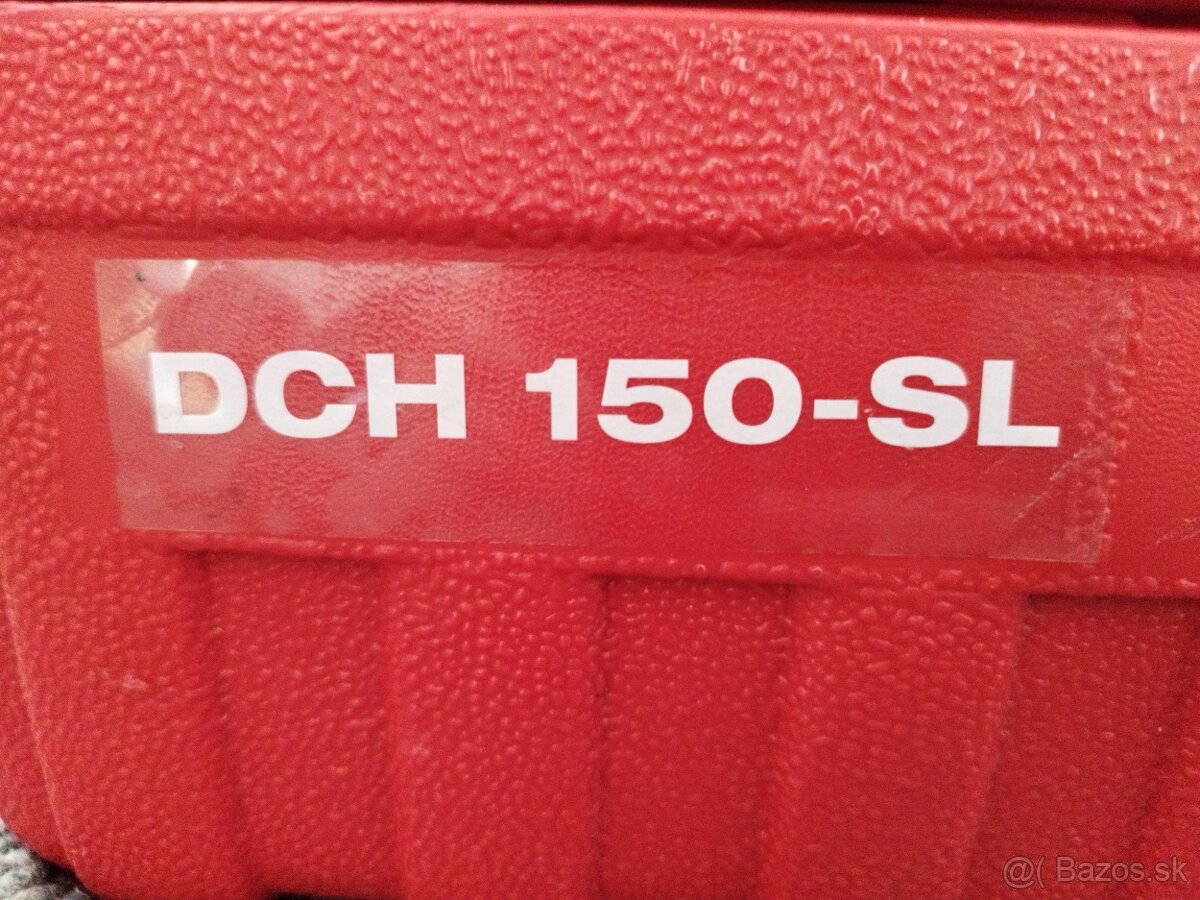 DCH 150-SL
@( Bazos.sk